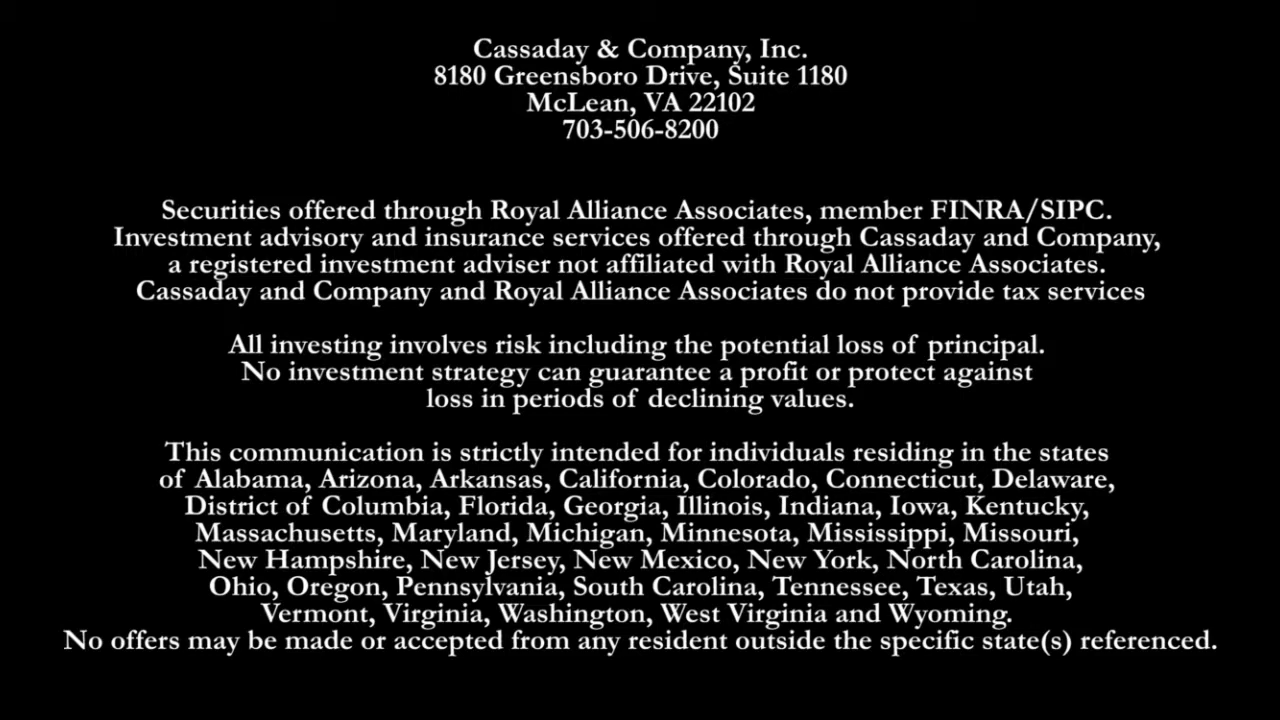 Cassaday & Company, Inc.
8180 Greensboro Drive, Suite 1180
McLean, VA 22102
703-506-8200
Securities offered through Royal Alliance Associates, member FINRA/SIPC.
Investment advisory and insurance services offered through Cassaday and Company,
a registered investment adviser not affiliated with Royal Alliance Associates.
Cassaday and Company and Royal Alliance Associates do not provide tax services
All investing involves risk including the potential loss of principal.
No investment strategy can guarantee a profit or protect against
loss in periods of declining values.
This communication is strictly intended for individuals residing in the states
of Alabama, Arizona, Arkansas, California, Colorado, Connecticut, Delaware,
District of Columbia, Florida, Georgia, Illinois, Indiana, Iowa, Kentucky,
Massachusetts, Maryland, Michigan, Minnesota, Mississippi, Missouri,
New Hampshire, New Jersey, New Mexico, New York, North Carolina,
Ohio, Oregon, Pennsylvania, South Carolina, Tennessee, Texas, Utah,
Vermont, Virginia, Washington, West Virginia and Wyoming.
No offers may be made or accepted from any resident outside the specific state(s) referenced.